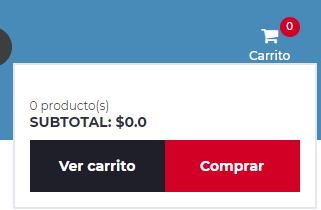 0
Carrito
0 producto(s)
SUBTOTAL: $0.0
Ver carrito
Comprar